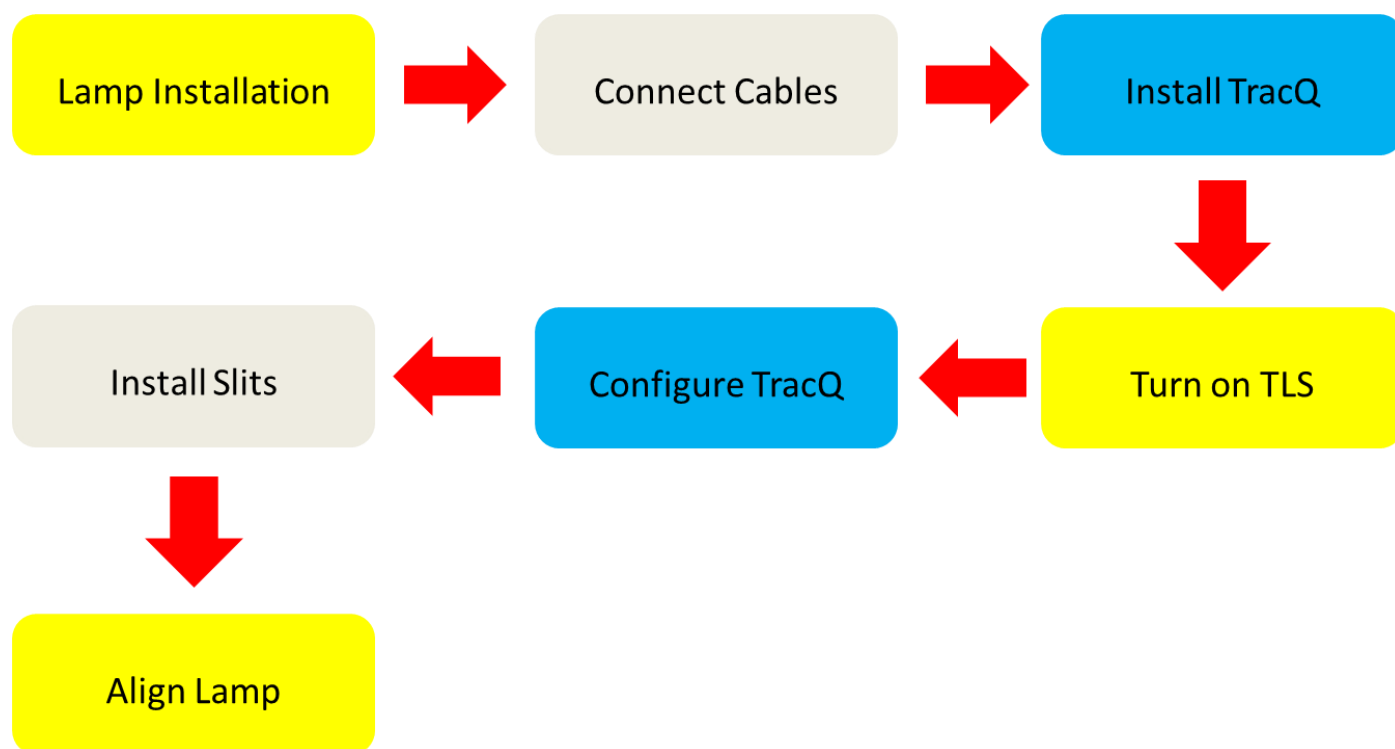 Lamp Installation
Connect Cables
Install TracQ
Turn on TLS
Configure TracQ
Install Slits
Align Lamp